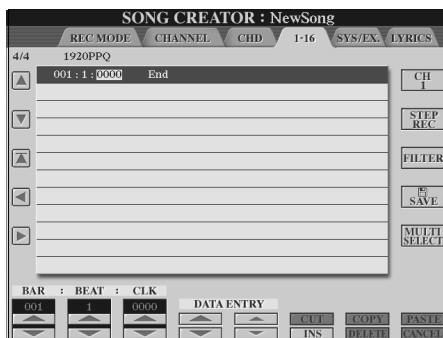 SONG CREATOR : NewSong
REC MODE CHANNEL CHD 1-16 SYS/EX. LYRICS
4/4 1920PPQ
001 : 1 : 0000 End
CH
1
STEP
REC
FILTER
SAVE
MULTI
SELECT
BAR : BEAT : CLK
001 1 0000
DATA ENTRY
CUT COPY PASTE
INS DELETE CANCEL